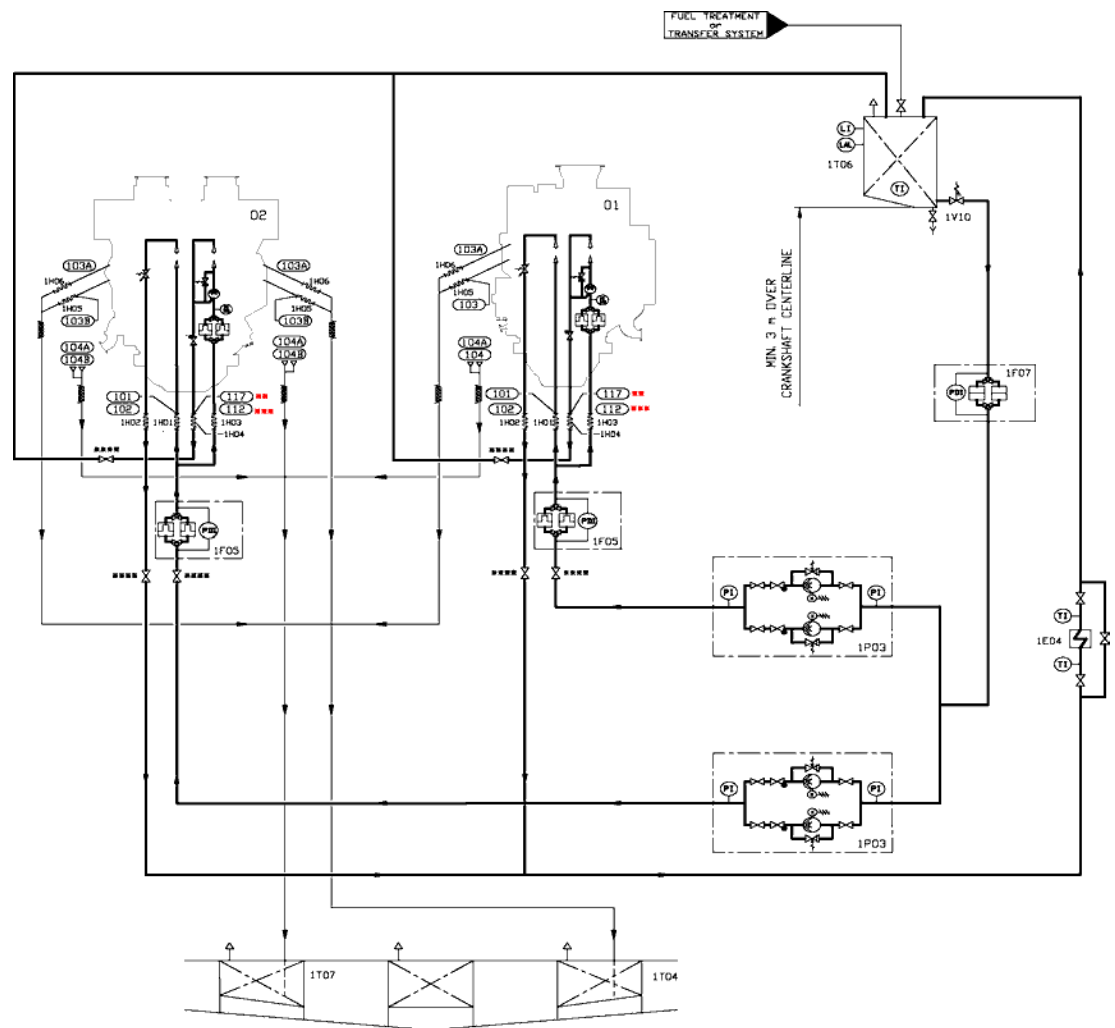 FUEL TREATMENT
or
TRANSFER SYSTEM
LI
LAL
1T06
TI
1V10
02
01
103A
1H06
1H05
103B
103A
1H06
1H05
103B
103A
1H06
1H05
103
MIN. 3 m OVER
CRANKSHAFT CENTERLINE
104A
104B
104A
104B
104A
104
1F07
PDI
101
102
117 **
112 ***
1H02
1H01
1H03
1H04
101
102
117 **
112 ***
1H02
1H01
1H03
1H04
****
****
PDI
1F05
PDI
1F05
****
****
****
****
PI
PI
1P03
TI
1E04
TI
PI
PI
1P03
1T07
1T04